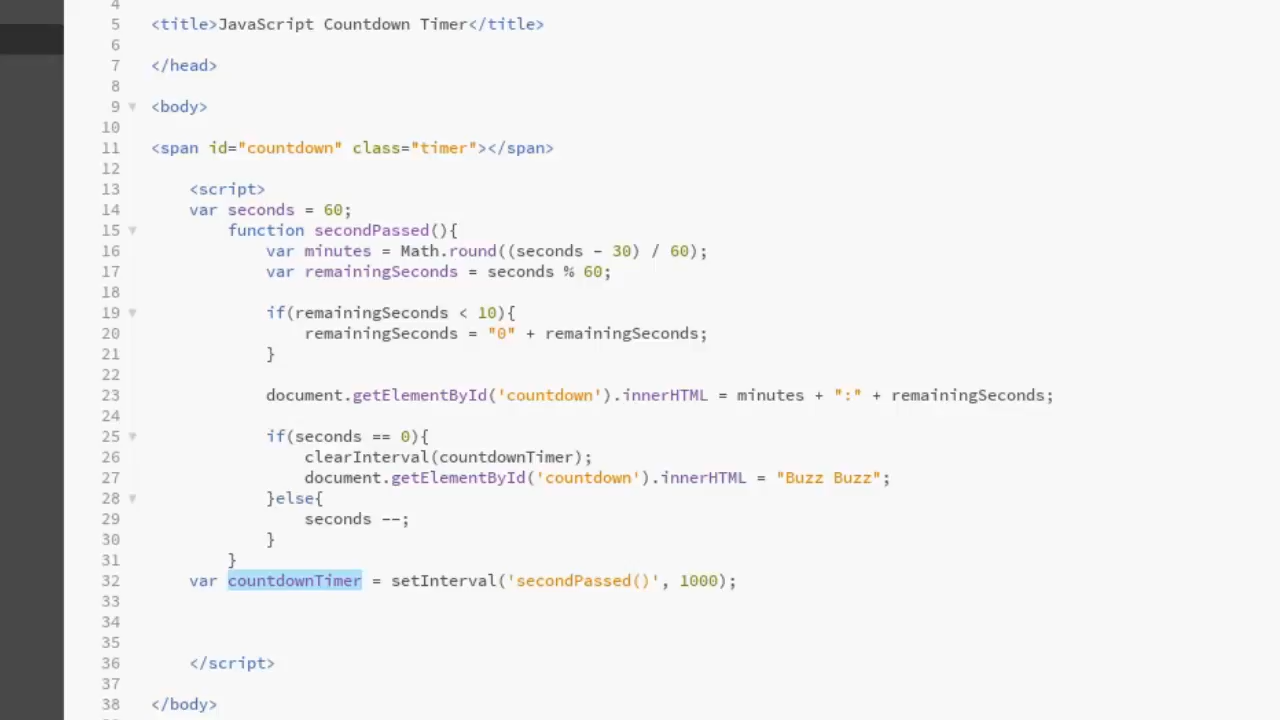 4
5 <title>JavaScript Countdown Timer</title>
6
7 </head>
8
9 <body>
10
11 <span id="countdown" class="timer"></span>
12
13 <script>
14 var seconds = 60;
15 function secondPassed(){
16 var minutes = Math.round((seconds - 30) / 60);
17 var remainingSeconds = seconds % 60;
18
19 if(remainingSeconds < 10){
20 remainingSeconds = "0" + remainingSeconds;
21 }
22
23 document.getElementById('countdown').innerHTML = minutes + ":" + remainingSeconds;
24
25 if(seconds == 0){
26 clearInterval(countdownTimer);
27 document.getElementById('countdown').innerHTML = "Buzz Buzz";
28 }else{
29 seconds --;
30 }
31 }
32 var countdownTimer = setInterval('secondPassed()', 1000);
33
34
35
36 </script>
37
38 </body>